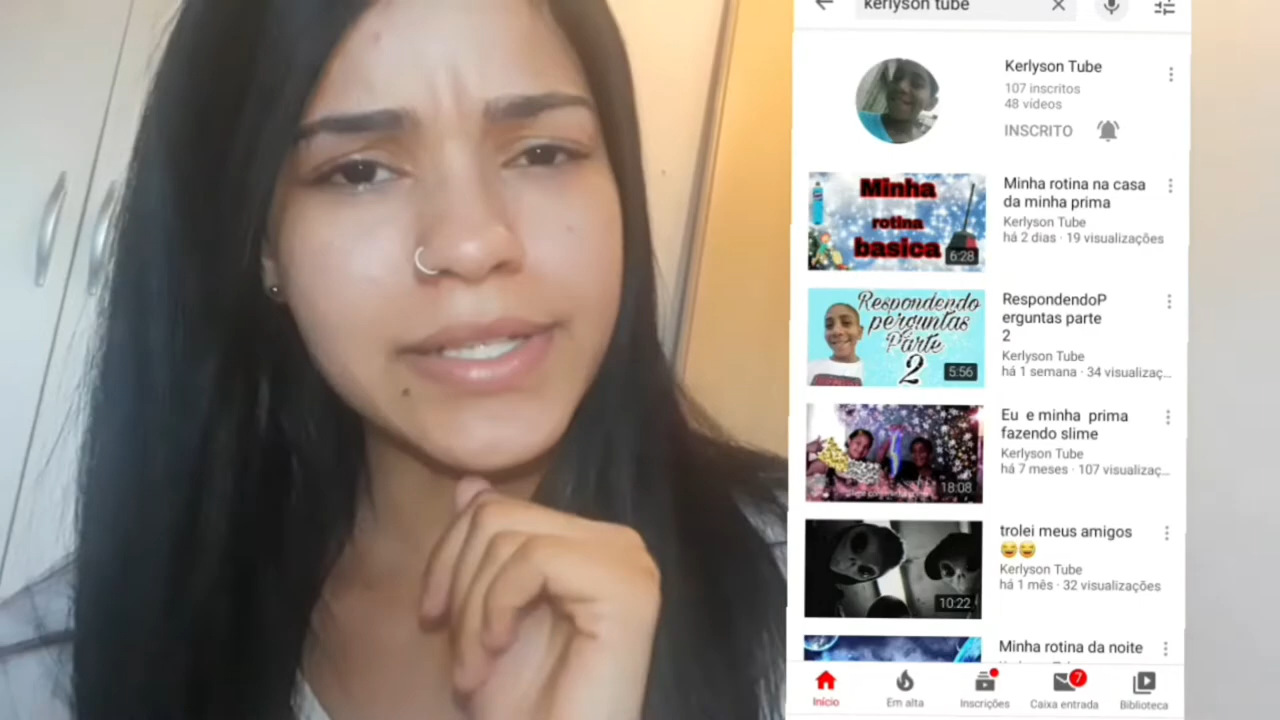 kerlyson tube
Kerlyson Tube
107 inscritos
48 vídeos
INSCRITO
Minha
rotina
basica
6:28
Minha rotina na casa
da minha prima
Kerlyson Tube
há 2 dias · 19 visualizações
Respondendo
perguntas
Parte
2
5:56
RespondendoP
erguntas parte
2
Kerlyson Tube
há 1 semana · 34 visualizaç...
18:08
Eu e minha prima
fazendo slime
Kerlyson Tube
há 7 meses · 107 visualizaç...
10:22
trolei meus amigos
😂😂
Kerlyson Tube
há 1 mês · 32 visualizações
Minha rotina da noite
7
Início Em alta Inscrições Caixa entrada Biblioteca